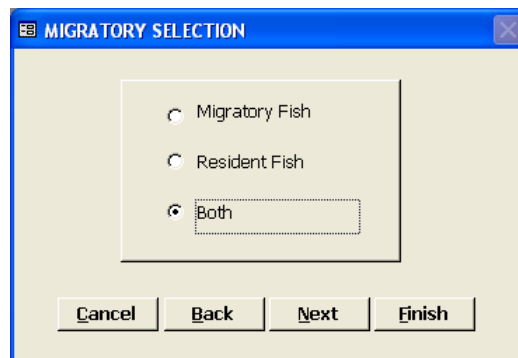 MIGRATORY SELECTION
Migratory Fish
Resident Fish
Both
Cancel Back Next Finish